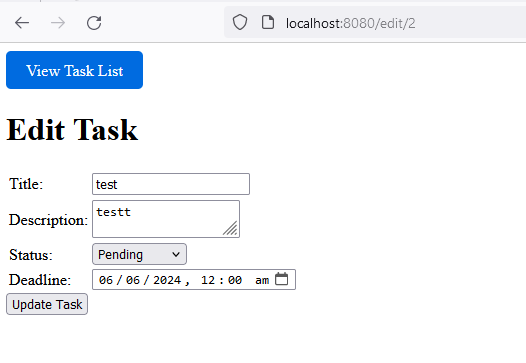 localhost:8080/edit/2
View Task List
Edit Task
Title: test
Description: testt
Status: Pending
Deadline: 06/06/2024, 12:00 am
Update Task